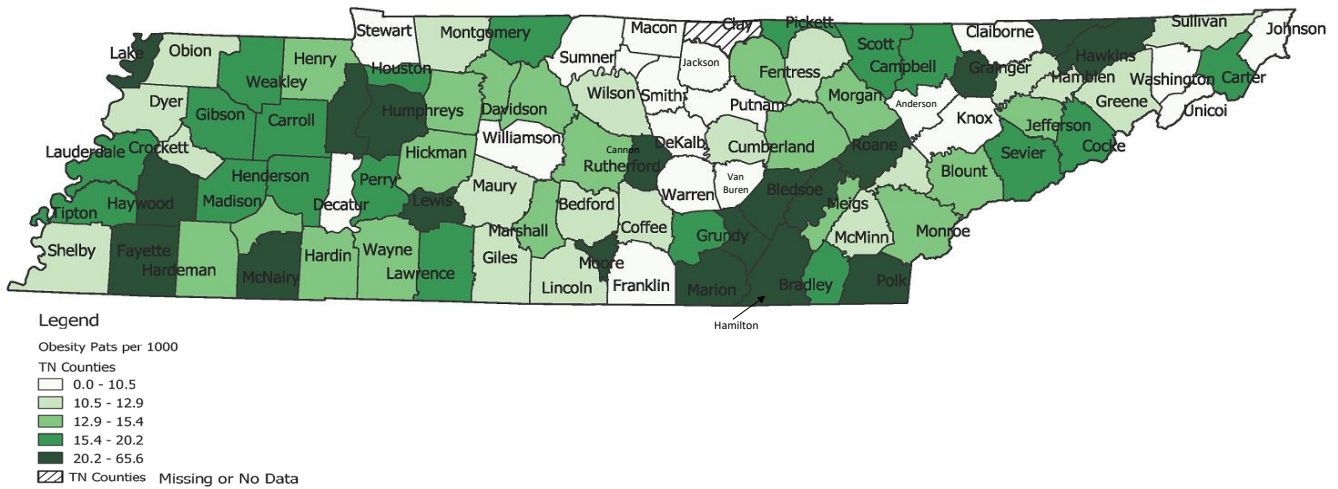 Stewart
Macon
Clay
Pickett
Sullivan
Johnson
Lake
Obion
Henry
Montgomery
Sumner
Jackson
Scott
Claiborne
Hawkins
Weakley
Houston
Fentress
Campbell
Grainger
Hamblen
Washington
Carter
Dyer
Gibson
Carroll
Humphreys
Davidson
Wilson
Smith
Putnam
Morgan
Anderson
Knox
Greene
Unicoi
Lauderdale
Crockett
Hickman
Williamson
Cannon
Rutherford
DeKalb
Cumberland
Roane
Jefferson
Sevier
Cocke
Tipton
Haywood
Madison
Henderson
Decatur
Perry
Lewis
Maury
Bedford
Warren
Van
Buren
Bledsoe
Meigs
Blount
Shelby
Fayette
Hardeman
McNairy
Hardin
Wayne
Lawrence
Giles
Marshall
Moore
Coffee
Grundy
McMinn
Monroe
Lincoln
Franklin
Marion
Bradley
Polk
Hamilton
Legend
Obesity Pats per 1000
TN Counties
0.0 - 10.5
10.5 - 12.9
12.9 - 15.4
15.4 - 20.2
20.2 - 65.6
TN Counties Missing or No Data